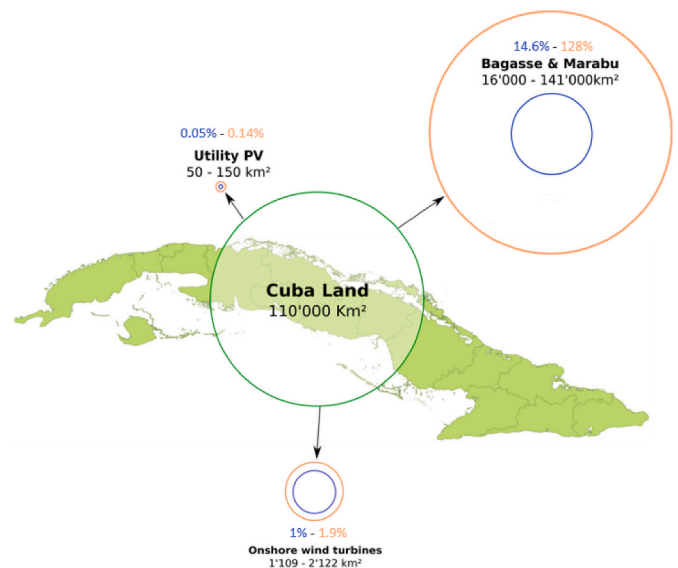 14.6% - 128%
Bagasse & Marabu
16'000 - 141'000km²
0.05% - 0.14%
Utility PV
50 - 150 km²
Cuba Land
110'000 Km²
1% - 1.9%
Onshore wind turbines
1'109 - 2'122 km²